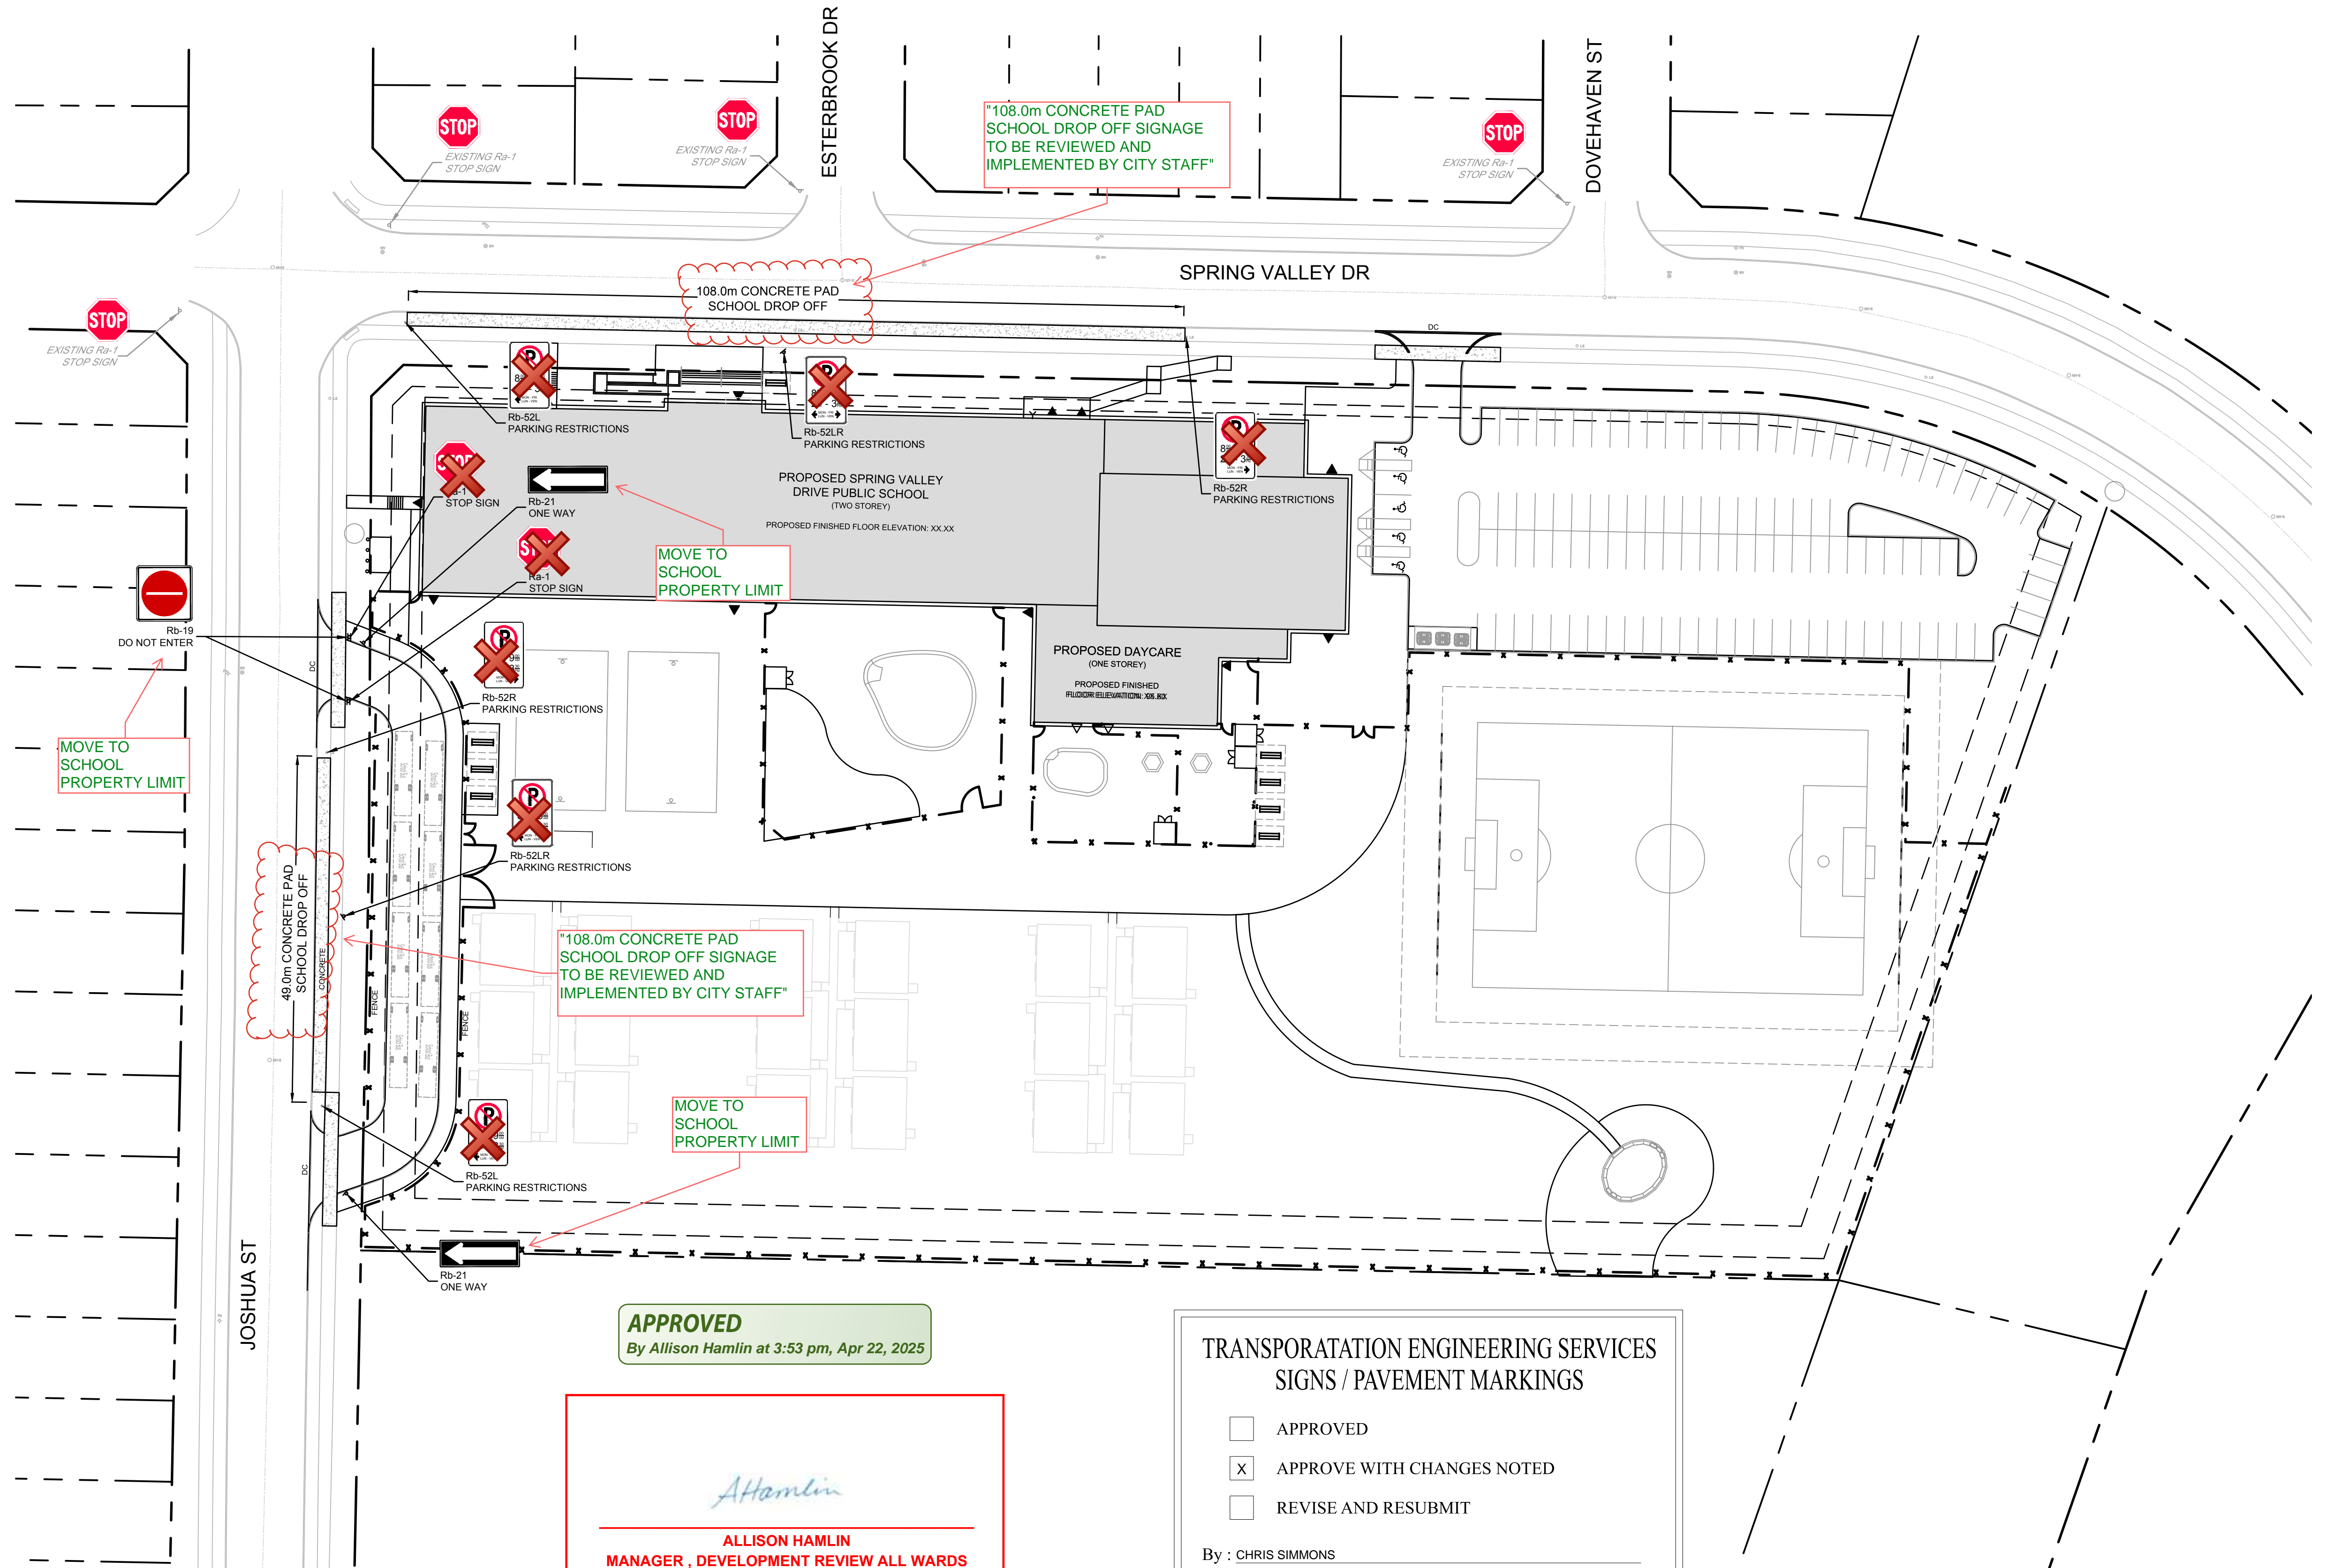 ESTERBROOK DR
DOVEHAVEN ST
STOP
EXISTING Ra-1
STOP SIGN
STOP
EXISTING Ra-1
STOP SIGN
"108.0m CONCRETE PAD
SCHOOL DROP OFF SIGNAGE
TO BE REVIEWED AND
IMPLEMENTED BY CITY STAFF"
STOP
EXISTING Ra-1
STOP SIGN
SPRING VALLEY DR
STOP
EXISTING Ra-1
STOP SIGN
108.0m CONCRETE PAD
SCHOOL DROP OFF
DC
Rb-52L
PARKING RESTRICTIONS
Rb-52LR
PARKING RESTRICTIONS
Rb-52R
PARKING RESTRICTIONS
STOP SIGN
Rb-21
ONE WAY
PROPOSED SPRING VALLEY
DRIVE PUBLIC SCHOOL
(TWO STOREY)
PROPOSED FINISHED FLOOR ELEVATION: XX.XX
MOVE TO
SCHOOL
PROPERTY LIMIT
Ra-1
STOP SIGN
Rb-19
DO NOT ENTER
DC
MOVE TO
SCHOOL
PROPERTY LIMIT
PROPOSED DAYCARE
(ONE STOREY)
PROPOSED FINISHED
Rb-52R
PARKING RESTRICTIONS
Rb-52LR
PARKING RESTRICTIONS
49.0m CONCRETE PAD
SCHOOL DROP OFF
CONCRETE
FENCE
FENCE
"108.0m CONCRETE PAD
SCHOOL DROP OFF SIGNAGE
TO BE REVIEWED AND
IMPLEMENTED BY CITY STAFF"
MOVE TO
SCHOOL
PROPERTY LIMIT
DC
Rb-52L
PARKING RESTRICTIONS
JOSHUA ST
Rb-21
ONE WAY
APPROVED
By Allison Hamlin at 3:53 pm, Apr 22, 2025
AHamlin
ALLISON HAMLIN
MANAGER , DEVELOPMENT REVIEW ALL WARDS
TRANSPORATATION ENGINEERING SERVICES
SIGNS / PAVEMENT MARKINGS
APPROVED
X APPROVE WITH CHANGES NOTED
REVISE AND RESUBMIT
By : CHRIS SIMMONS